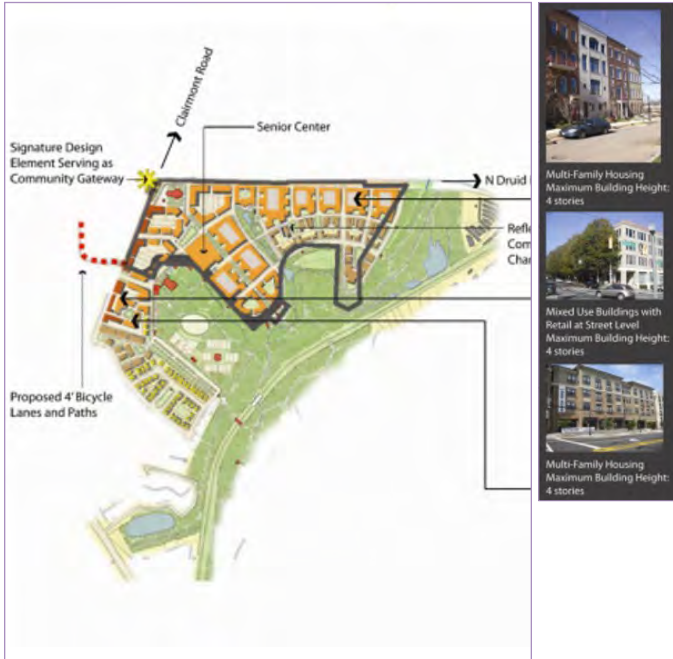 Clairmont Road
Senior Center
Signature Design
Element Serving as
Community Gateway
N Druid
Refle
Com
Cha
Proposed 4' Bicycle
Lanes and Paths
Multi-Family Housing
Maximum Building Height:
4 stories
Mixed Use Buildings with
Retail at Street Level
Maximum Building Height:
4 stories
Multi-Family Housing
Maximum Building Height:
4 stories